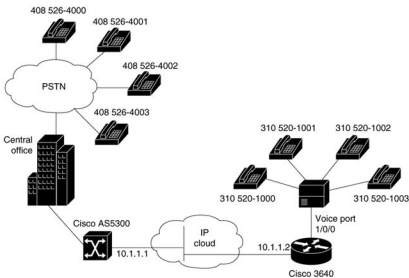 408 526-4000
408 526-4001
408 526-4002
PSTN
408 526-4003
Central
office
310 520-1001
310 520-1002
310 520-1000
310 520-1003
Voice port
1/0/0
Cisco AS5300
IP
cloud
10.1.1.1
10.1.1.2
Cisco 3640